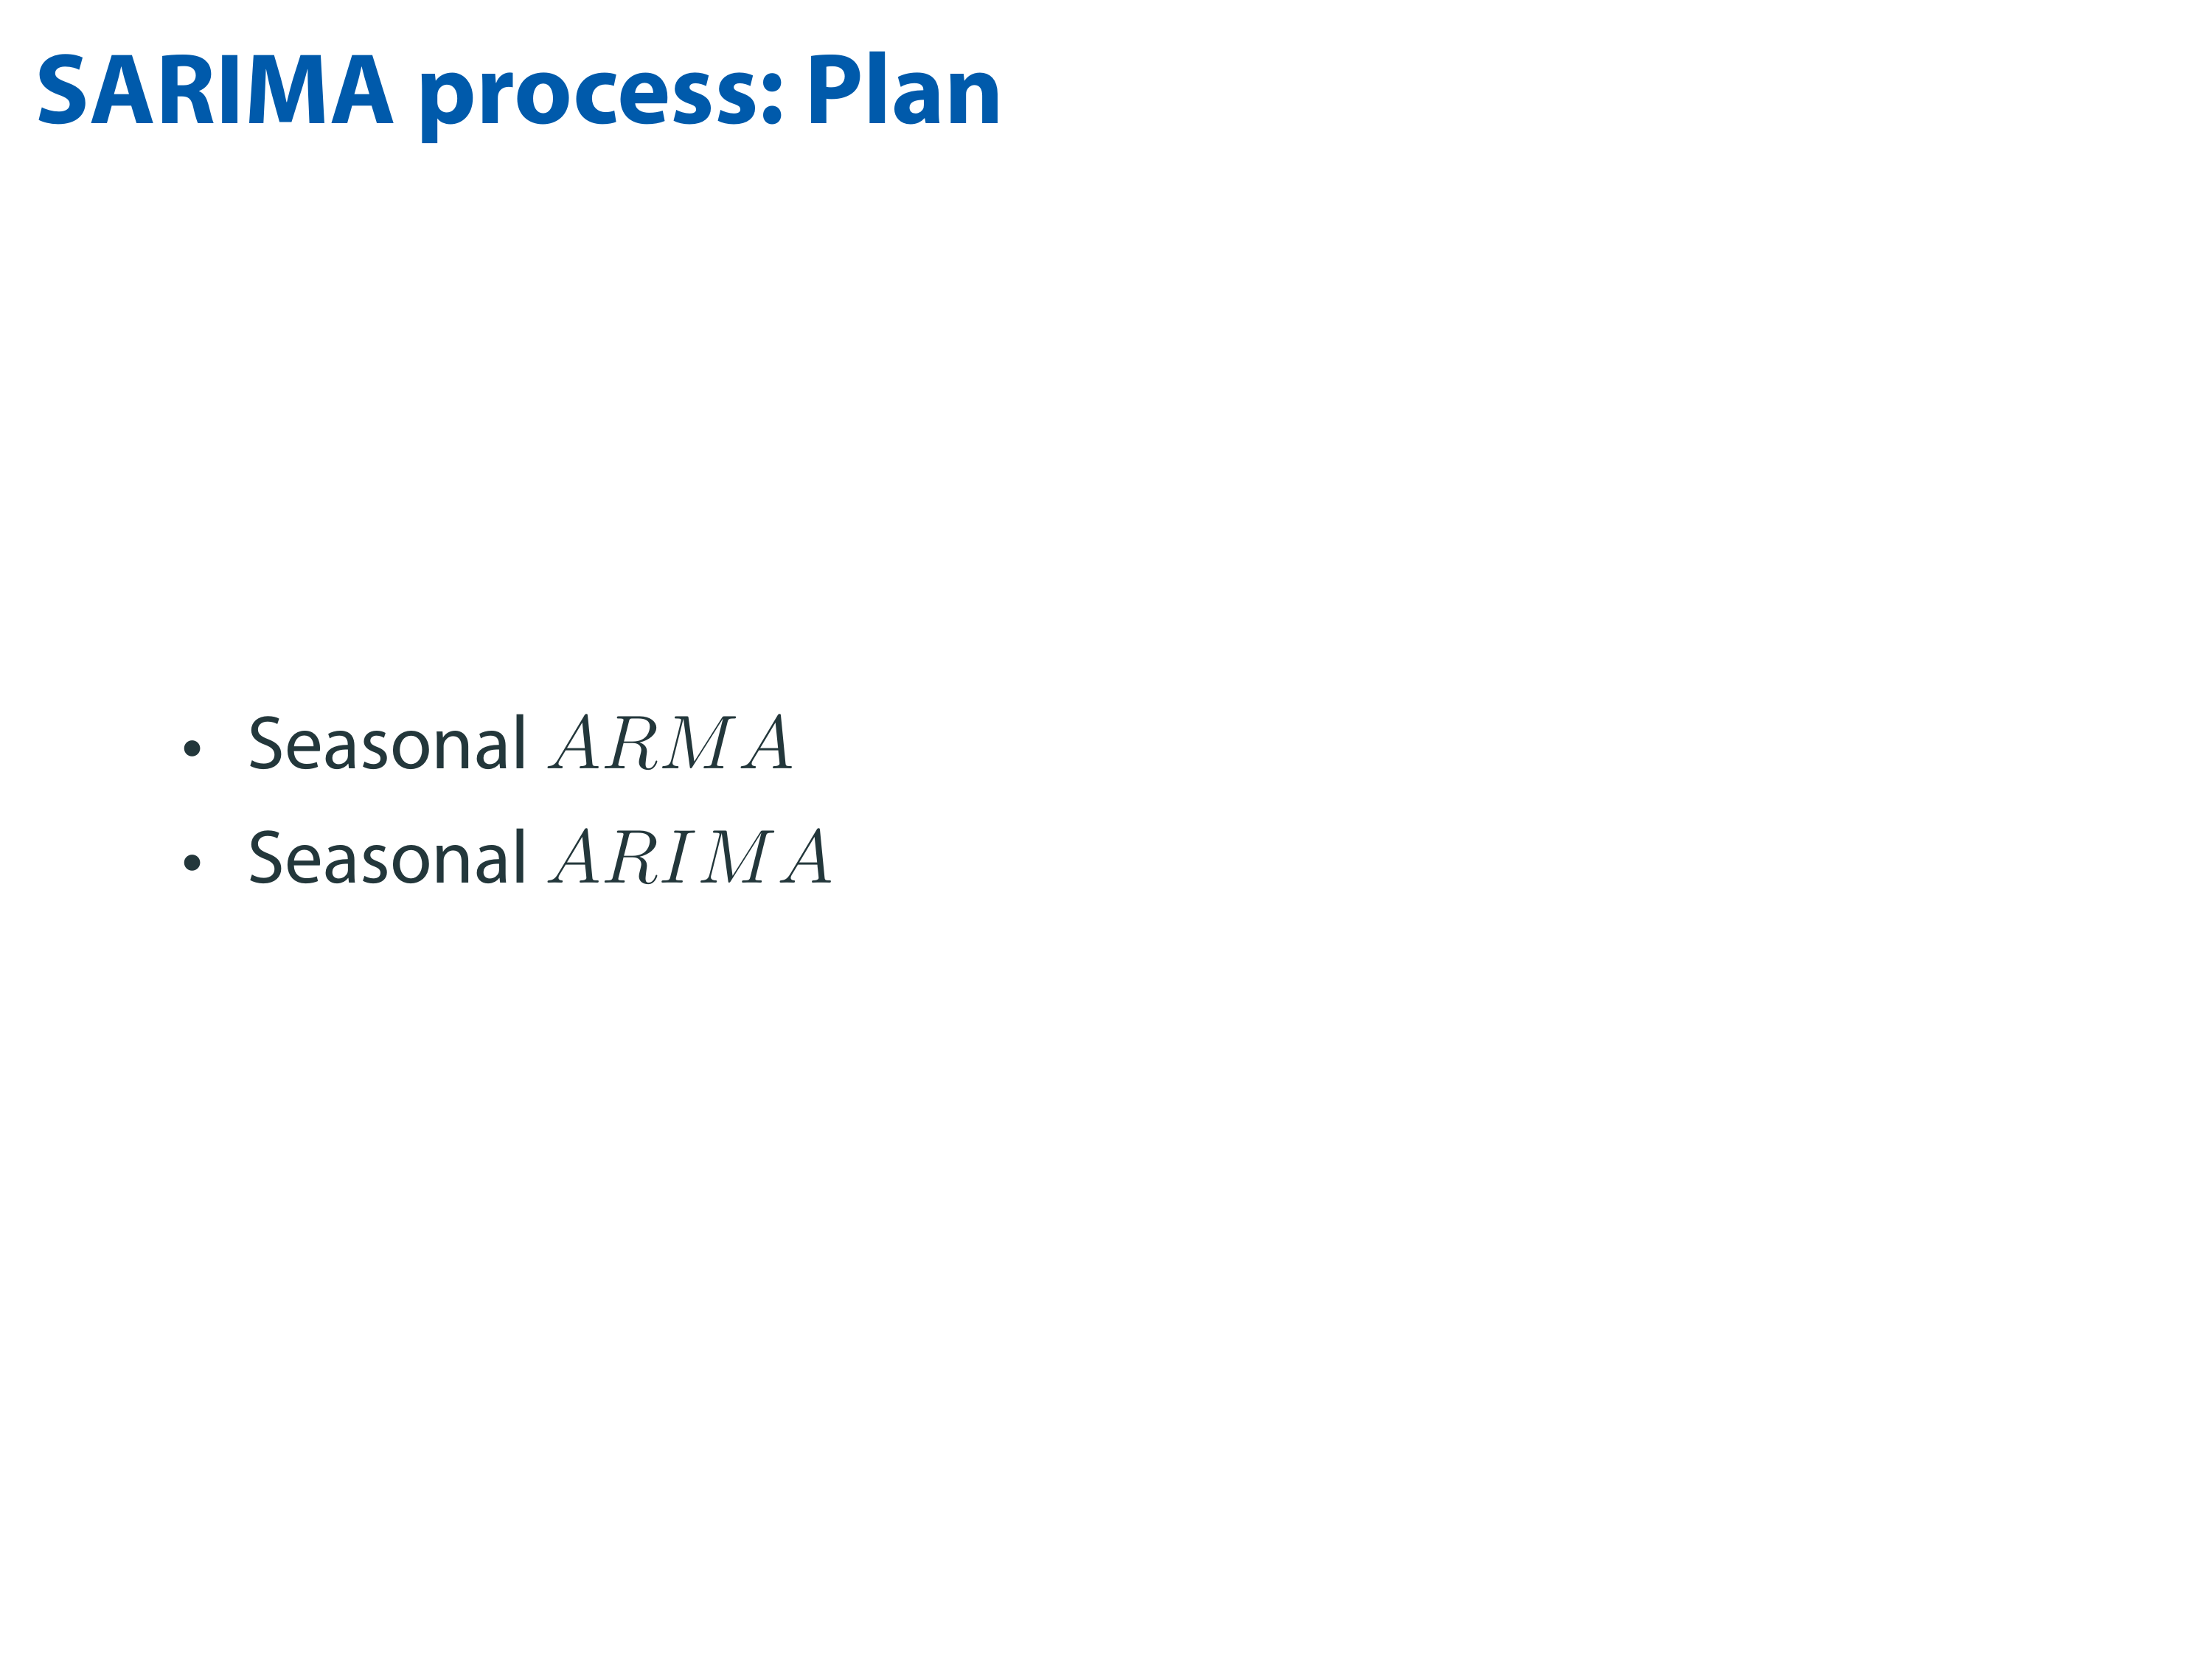 SARIMA process: Plan
• Seasonal ARMA
• Seasonal ARIMA